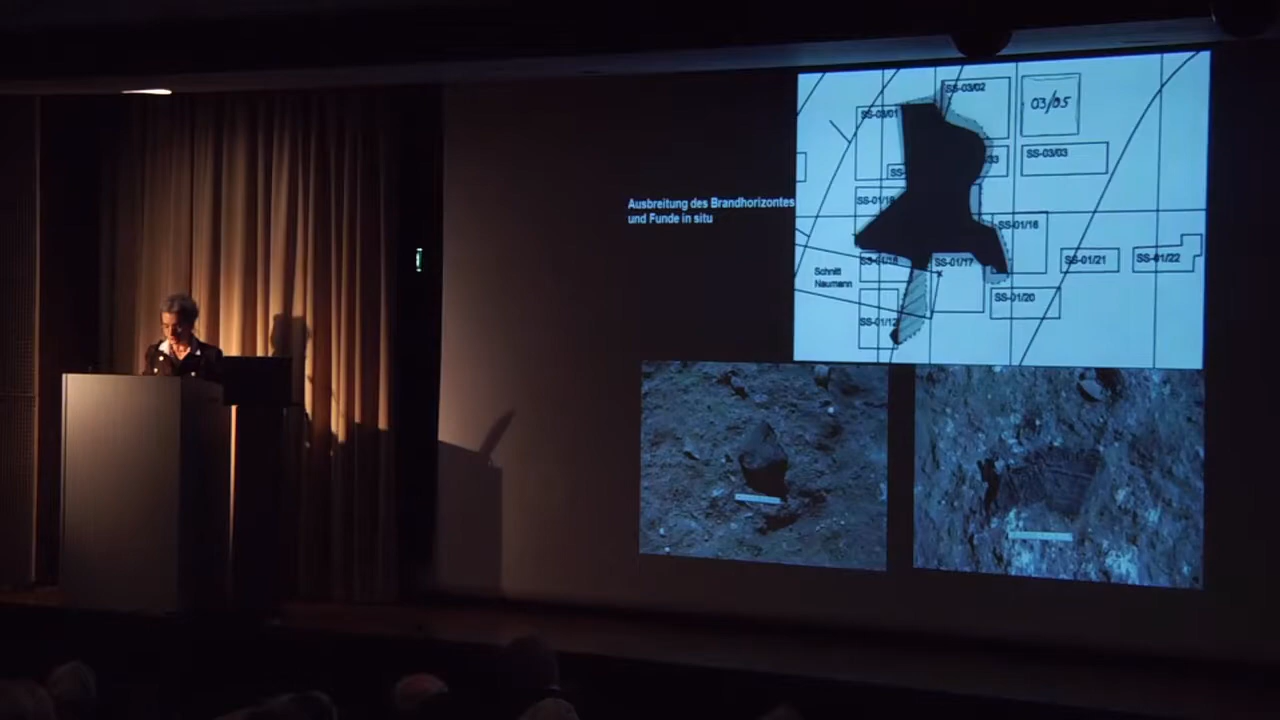 Ausbreitung des Brandhorizontes
und Funde in situ
SS-03/02
03/05
SS-03/01
33
SS-03/03
SS-
SS-01/16
SS-01/17
SS-01/21
SS-01/22
Schnitt
Naumann
SS-01/20
SS-01/12